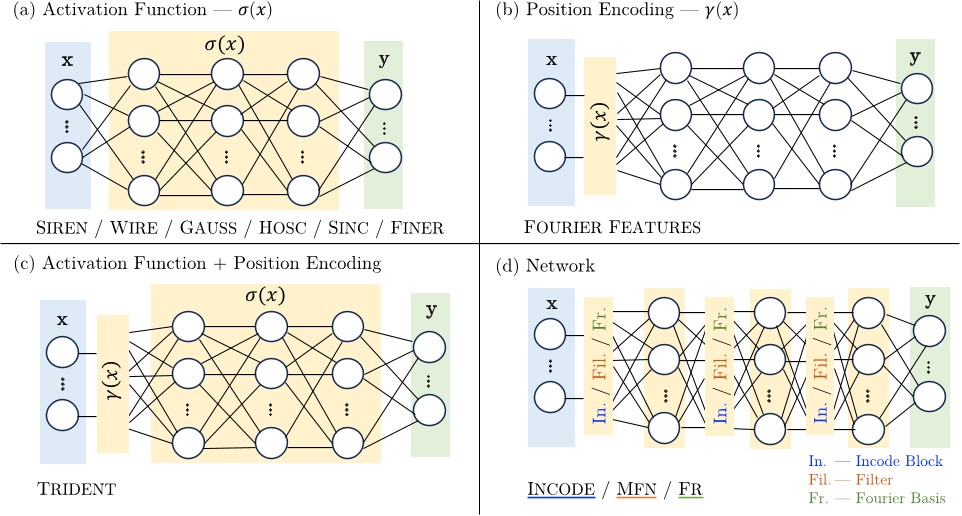 (a) Activation Function — σ(x)
σ(x)
x
y
SIREN / WIRE / GAUSS / HOSC / SINC / FINER
(b) Position Encoding — γ(x)
x
γ(x)
y
FOURIER FEATURES
(c) Activation Function + Position Encoding
σ(x)
x
γ(x)
y
TRIDENT
(d) Network
x
In. / Fil. / Fr.
In. / Fil. / Fr.
In. / Fil. / Fr.
y
In. — Incode Block
Fil. — Filter
Fr. — Fourier Basis
INCODE / MFN / FR